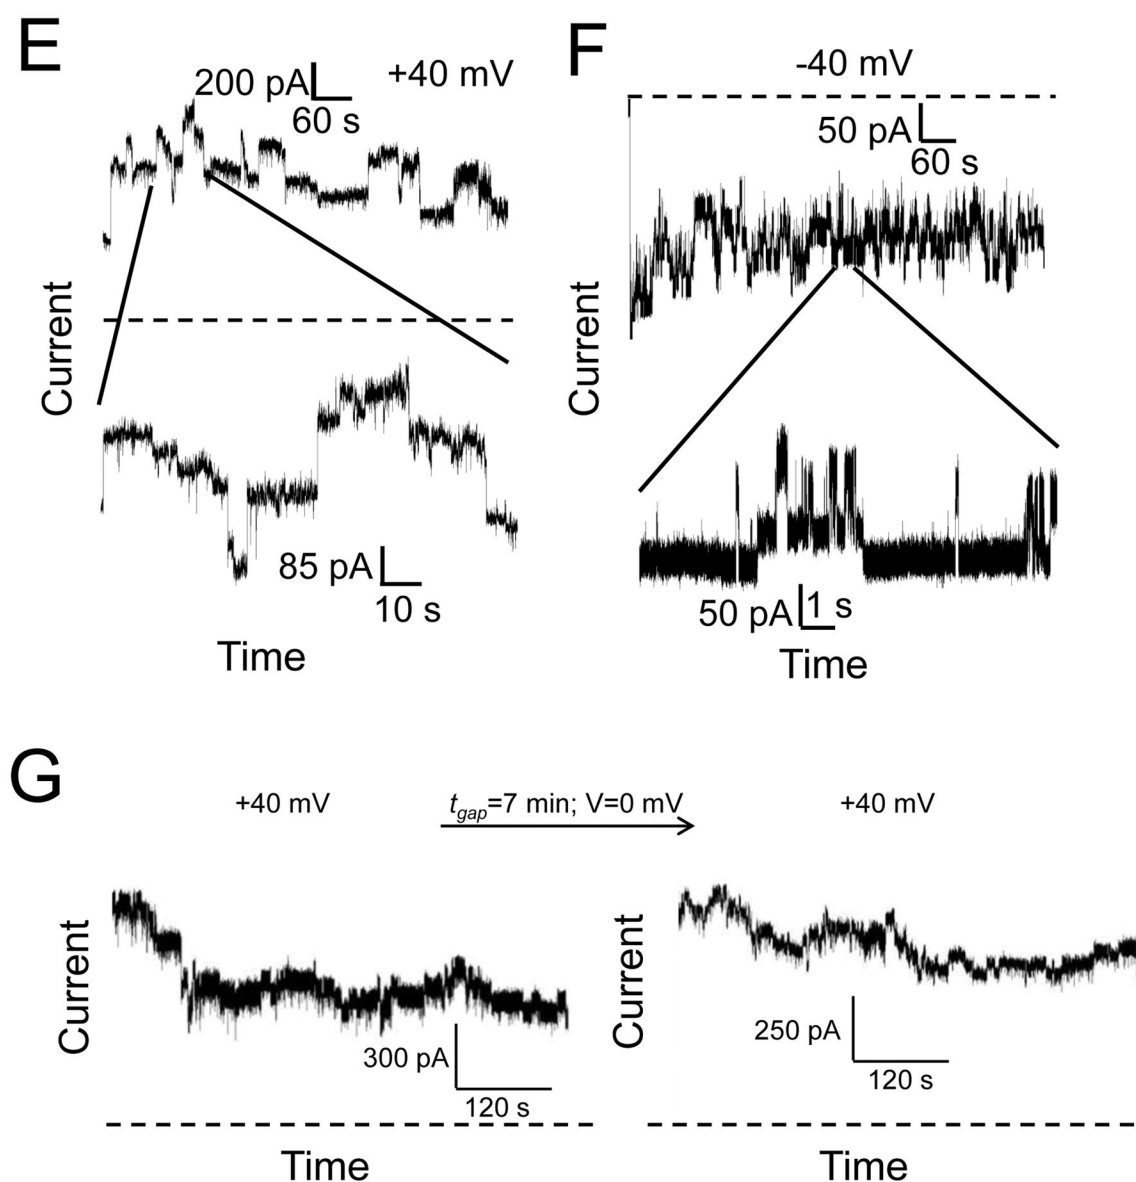 E
200 pA
60 s
+40 mV
Current
85 pA
10 s
Time
F
-40 mV
50 pA
60 s
Current
50 pA
1 s
Time
G
+40 mV
tgap=7 min; V=0 mV
+40 mV
Current
300 pA
120 s
Time
Current
250 pA
120 s
Time